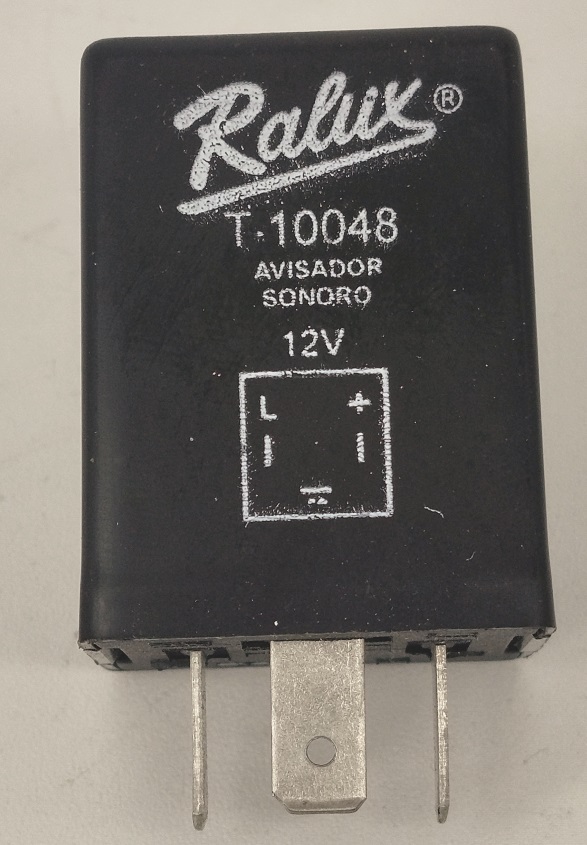 Ralux®
T-10048
AVISADOR
SONORO
12V
L +